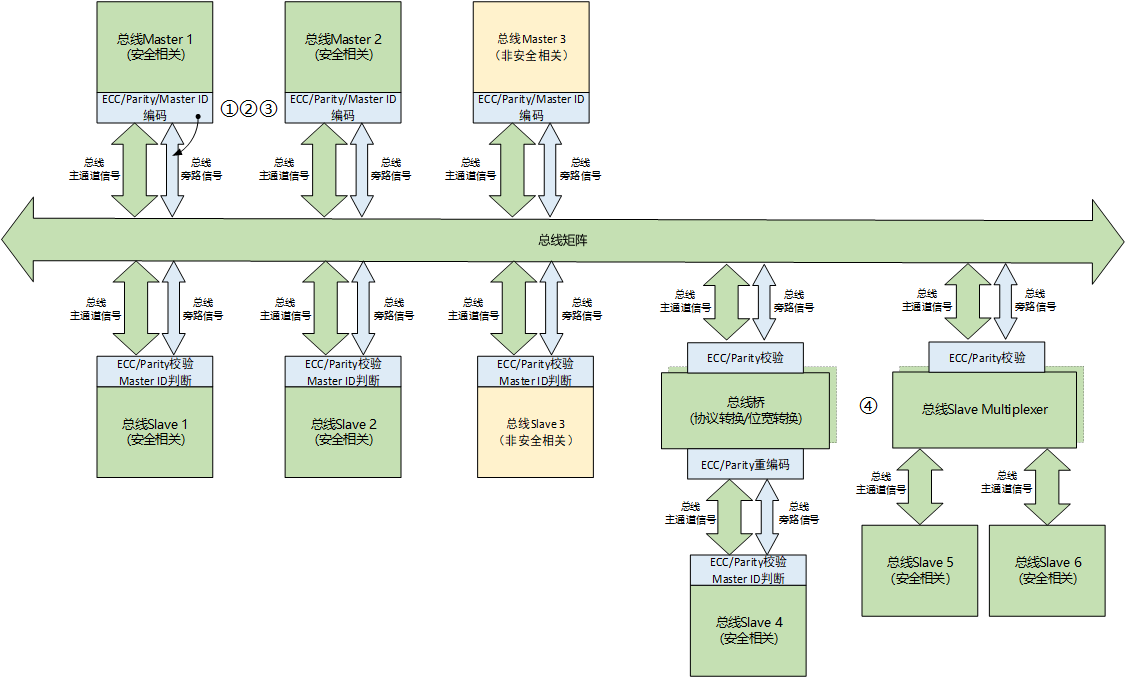 总线Master 1
(安全相关)
总线Master 2
(安全相关)
总线Master 3
（非安全相关）
ECC/Parity/Master ID
编码
①②③
ECC/Parity/Master ID
编码
ECC/Parity/Master ID
编码
总线
主通道信号
总线
旁路信号
总线
主通道信号
总线
旁路信号
总线
主通道信号
总线
旁路信号
总线矩阵
总线
主通道信号
总线
旁路信号
总线
主通道信号
总线
旁路信号
总线
主通道信号
总线
旁路信号
总线
主通道信号
总线
旁路信号
总线
主通道信号
总线
旁路信号
ECC/Parity校验
Master ID判断
ECC/Parity校验
Master ID判断
ECC/Parity校验
Master ID判断
ECC/Parity校验
ECC/Parity校验
总线Slave 1
(安全相关)
总线Slave 2
(安全相关)
总线Slave 3
（非安全相关）
总线桥
(协议转换/位宽转换)
④
总线Slave Multiplexer
ECC/Parity重编码
总线
主通道信号
总线
旁路信号
总线
主通道信号
总线
主通道信号
ECC/Parity校验
Master ID判断
总线Slave 4
(安全相关)
总线Slave 5
（安全相关）
总线Slave 6
(安全相关)